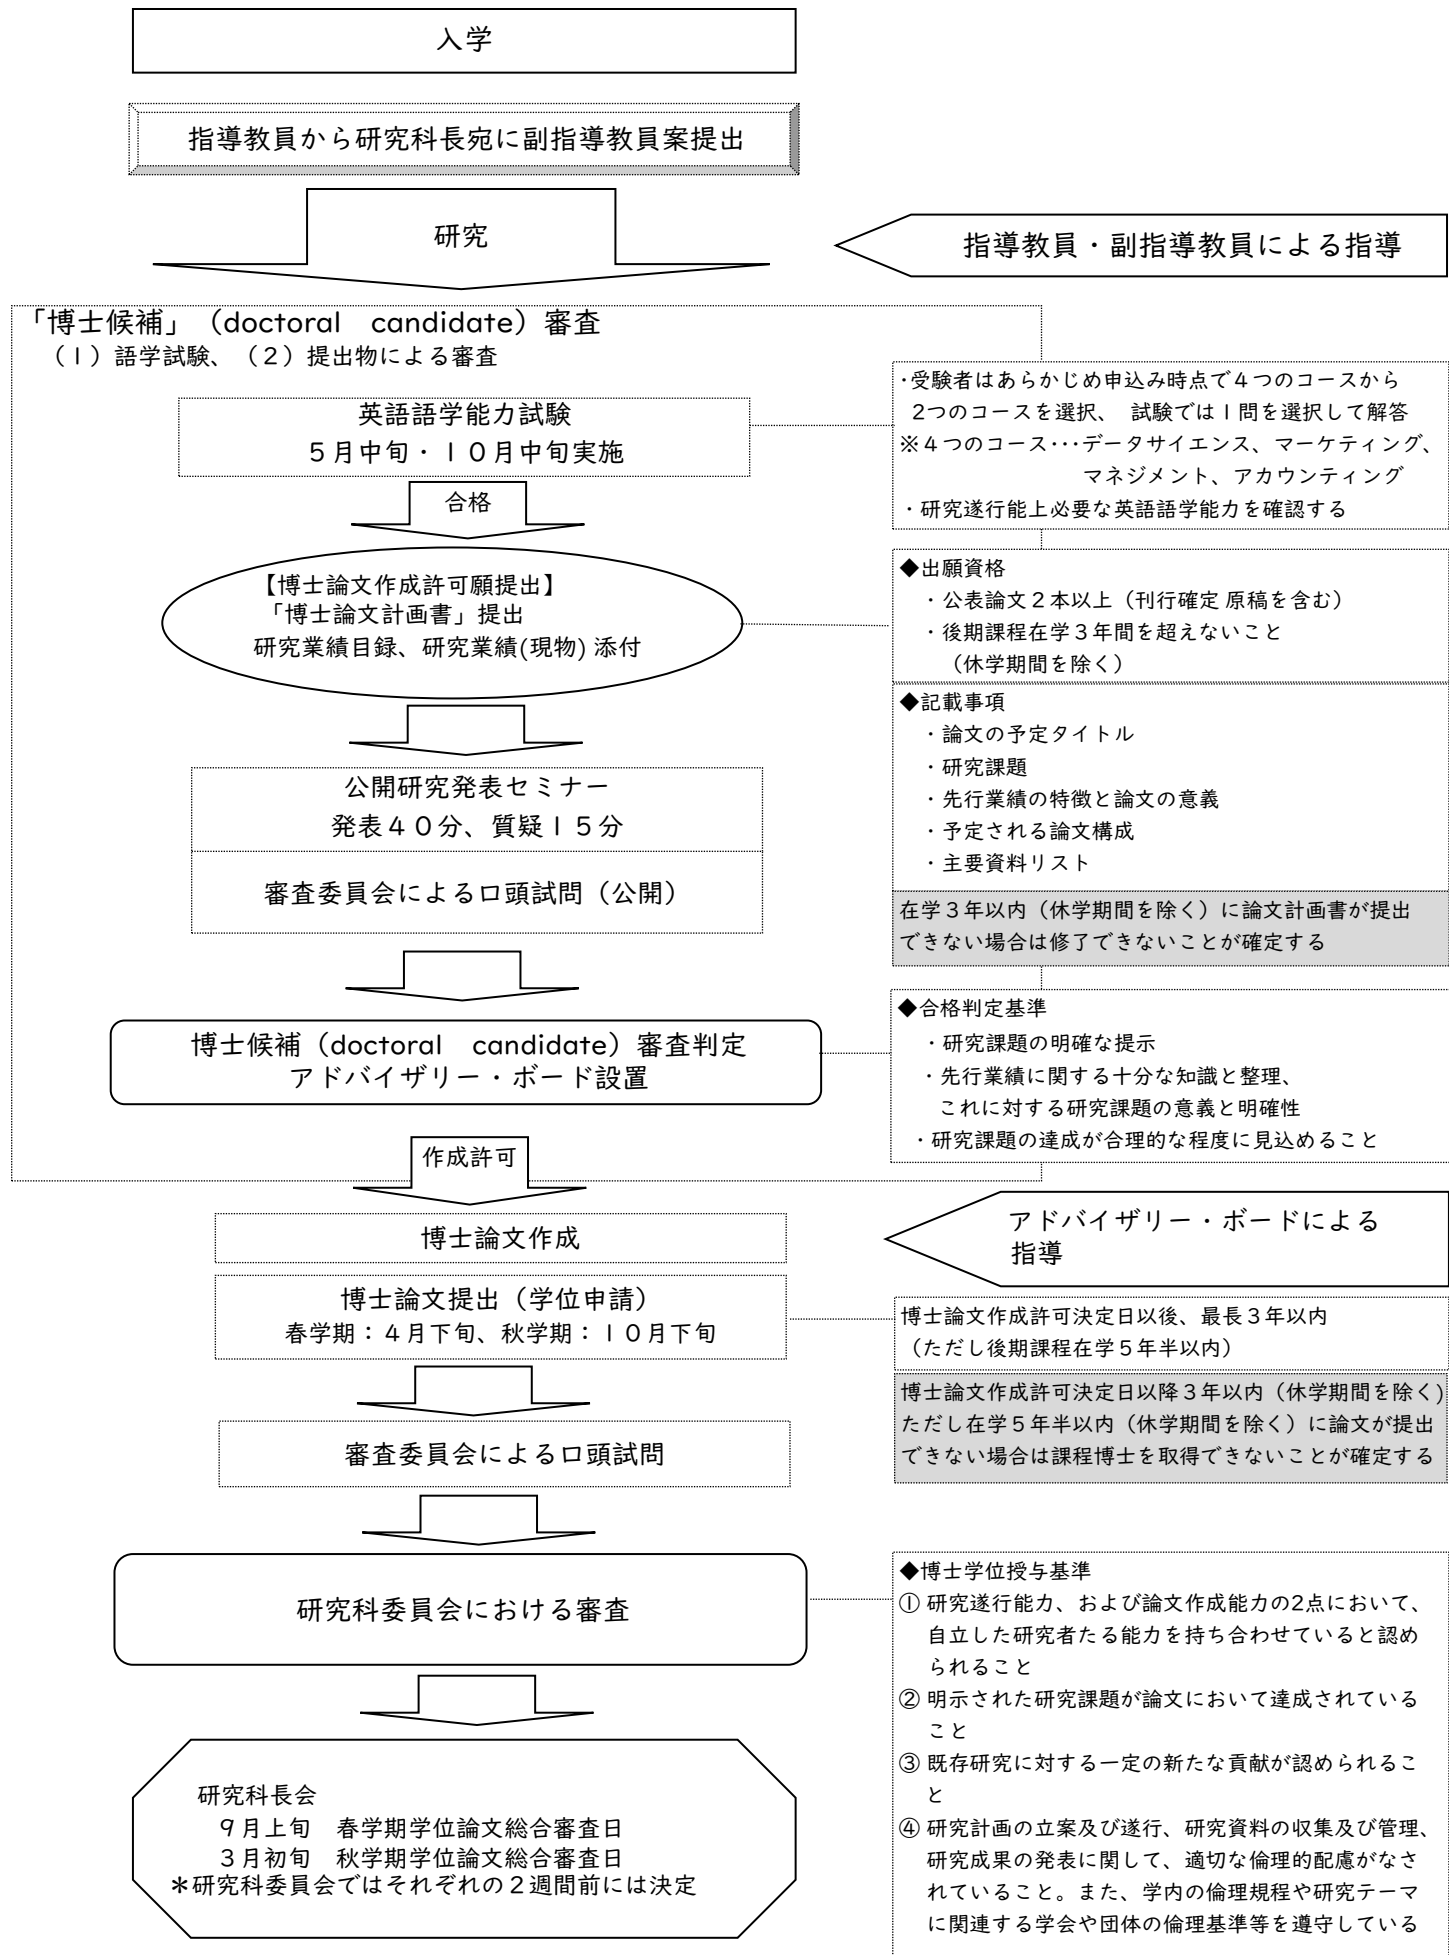 入学
指導教員から研究科長宛に副指導教員案提出
研究
指導教員・副指導教員による指導
「博士候補」（doctoral　candidate）審査
（1）語学試験、（2）提出物による審査
英語語学能力試験
5月中旬・10月中旬実施
・受験者はあらかじめ申込み時点で４つのコースから
2つのコースを選択、　試験では1問を選択して解答
※４つのコース･･･データサイエンス、マーケティング、
マネジメント、アカウンティング
・研究遂行能上必要な英語語学能力を確認する
合格
【博士論文作成許可願提出】
「博士論文計画書」提出
研究業績目録、研究業績(現物) 添付
◆出願資格
・公表論文２本以上（刊行確定 原稿を含む）
・後期課程在学３年間を超えないこと
（休学期間を除く）
◆記載事項
・論文の予定タイトル
・研究課題
・先行業績の特徴と論文の意義
・予定される論文構成
・主要資料リスト
在学３年以内（休学期間を除く）に論文計画書が提出
できない場合は修了できないことが確定する
公開研究発表セミナー
発表４０分、質疑１５分
審査委員会による口頭試問（公開）
博士候補（doctoral　candidate）審査判定
アドバイザリー・ボード設置
◆合格判定基準
・研究課題の明確な提示
・先行業績に関する十分な知識と整理、
これに対する研究課題の意義と明確性
・研究課題の達成が合理的な程度に見込めること
作成許可
博士論文作成
アドバイザリー・ボードによる
指導
博士論文提出（学位申請）
春学期：４月下旬、秋学期：１０月下旬
博士論文作成許可決定日以後、最長３年以内
（ただし後期課程在学５年半以内）
博士論文作成許可決定日以降３年以内（休学期間を除く）
ただし在学５年半以内（休学期間を除く）に論文が提出
できない場合は課程博士を取得できないことが確定する
審査委員会による口頭試問
研究科委員会における審査
◆博士学位授与基準
① 研究遂行能力、および論文作成能力の2点において、
自立した研究者たる能力を持ち合わせていると認め
られること
② 明示された研究課題が論文において達成されている
こと
③ 既存研究に対する一定の新たな貢献が認められるこ
と
④ 研究計画の立案及び遂行、研究資料の収集及び管理、
研究成果の発表に関して、適切な倫理的配慮がなさ
れていること。また、学内の倫理規程や研究テーマ
に関連する学会や団体の倫理基準等を遵守している
研究科長会
９月上旬　春学期学位論文総合審査日
３月初旬　秋学期学位論文総合審査日
＊研究科委員会ではそれぞれの２週間前には決定